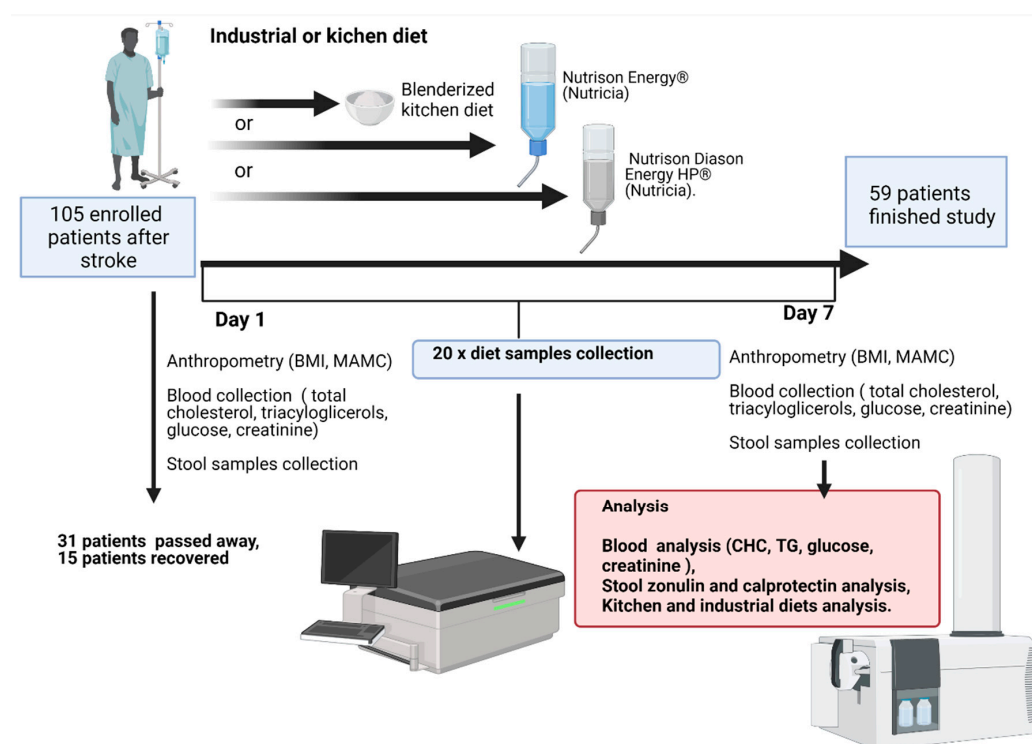 Industrial or kichen diet
Blenderized
kitchen diet
Nutrison Energy®
(Nutricia)
or
or
Nutrison Diason
Energy HP®
(Nutricia).
105 enrolled
patients after
stroke
59 patients
finished study
Day 1
Day 7
Anthropometry (BMI, MAMC)
Blood collection ( total
cholesterol, triacyloglicerols,
glucose, creatinine)
Stool samples collection
20 x diet samples collection
Anthropometry (BMI, MAMC)
Blood collection ( total cholesterol,
triacyloglicerols, glucose, creatinine)
Stool samples collection
31 patients passed away,
15 patients recovered
Analysis
Blood analysis (CHC, TG, glucose,
creatinine ),
Stool zonulin and calprotectin analysis,
Kitchen and industrial diets analysis.